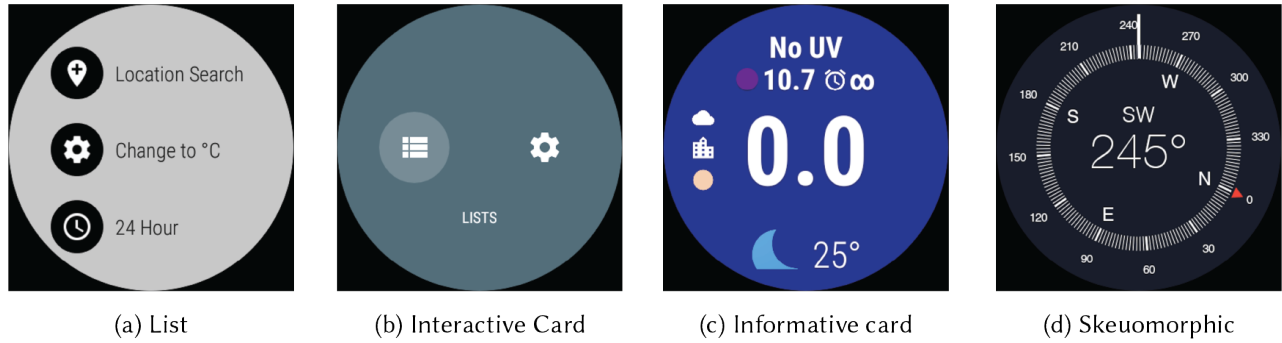 Location Search
Change to °C
24 Hour
(a) List
LISTS
(b) Interactive Card
No UV
10.7 ∞
0.0
25°
(c) Informative card
240
270
300
330
0
30
60
90
120
150
180
210
W
S
N
E
SW
245°
(d) Skeuomorphic